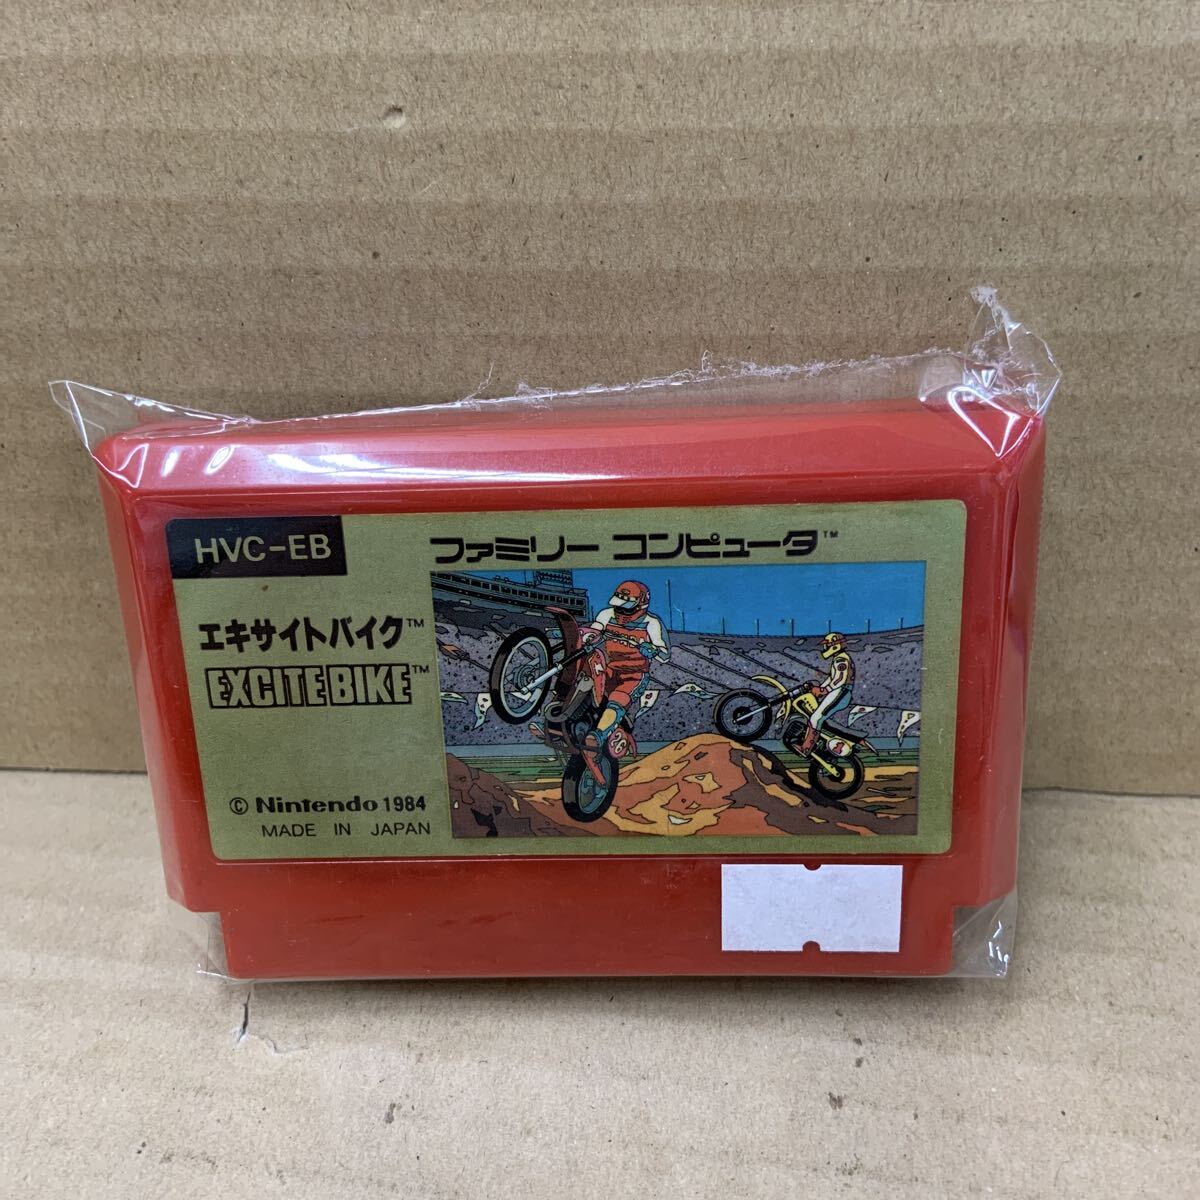 HVC-EB
ファミリー コンピュータ™
エキサイトバイク™
EXCITEBIKE™
© Nintendo 1984
MADE IN JAPAN
26